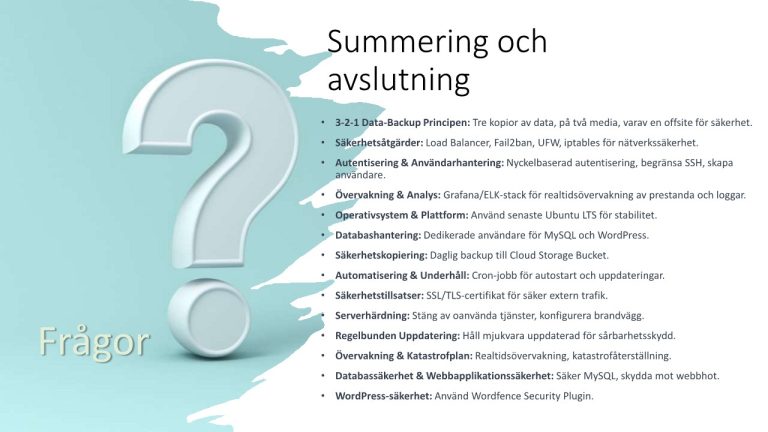 Summering och
avslutning
• 3-2-1 Data-Backup Principen: Tre kopior av data, på två media, varav en offsite för säkerhet.
• Säkerhetsåtgärder: Load Balancer, Fail2ban, UFW, iptables för nätverkssäkerhet.
• Autentisering & Användarhantering: Nyckelbaserad autentisering, begränsa SSH, skapa
användare.
• Övervakning & Analys: Grafana/ELK-stack för realtidsövervakning av prestanda och loggar.
• Operativsystem & Plattform: Använd senaste Ubuntu LTS för stabilitet.
• Databashantering: Dedikerade användare för MySQL och WordPress.
• Säkerhetskopiering: Daglig backup till Cloud Storage Bucket.
• Automatisering & Underhåll: Cron-jobb för autostart och uppdateringar.
• Säkerhetstillsatser: SSL/TLS-certifikat för säker extern trafik.
• Serverhärdning: Stäng av oanvända tjänster, konfigurera brandvägg.
• Regelbunden Uppdatering: Håll mjukvara uppdaterad för sårbarhetsskydd.
• Övervakning & Katastrofplan: Realtidsövervakning, katastrofåterställning.
• Databassäkerhet & Webbapplikationssäkerhet: Säker MySQL, skydda mot webbhot.
• WordPress-säkerhet: Använd Wordfence Security Plugin.
Frågor